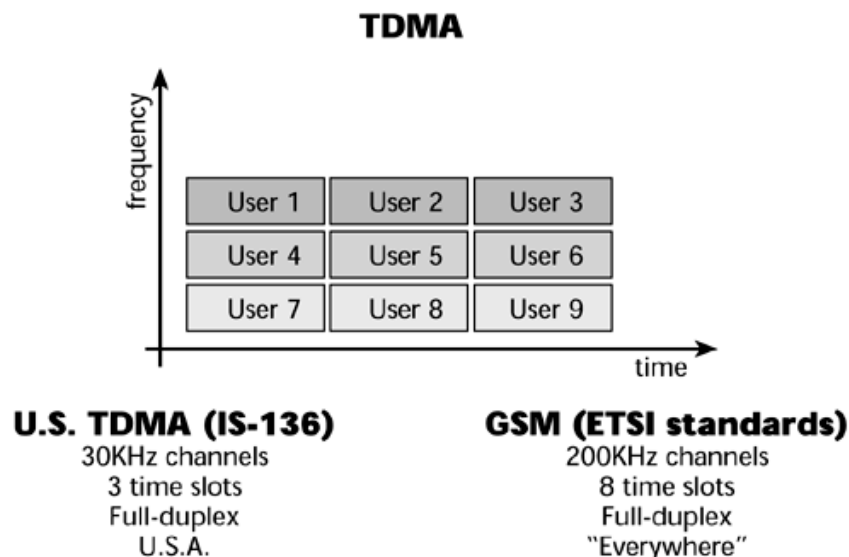 TDMA
frequency
User 1 User 2 User 3
User 4 User 5 User 6
User 7 User 8 User 9
time
U.S. TDMA (IS-136)
30KHz channels
3 time slots
Full-duplex
U.S.A.
GSM (ETSI standards)
200KHz channels
8 time slots
Full-duplex
"Everywhere"